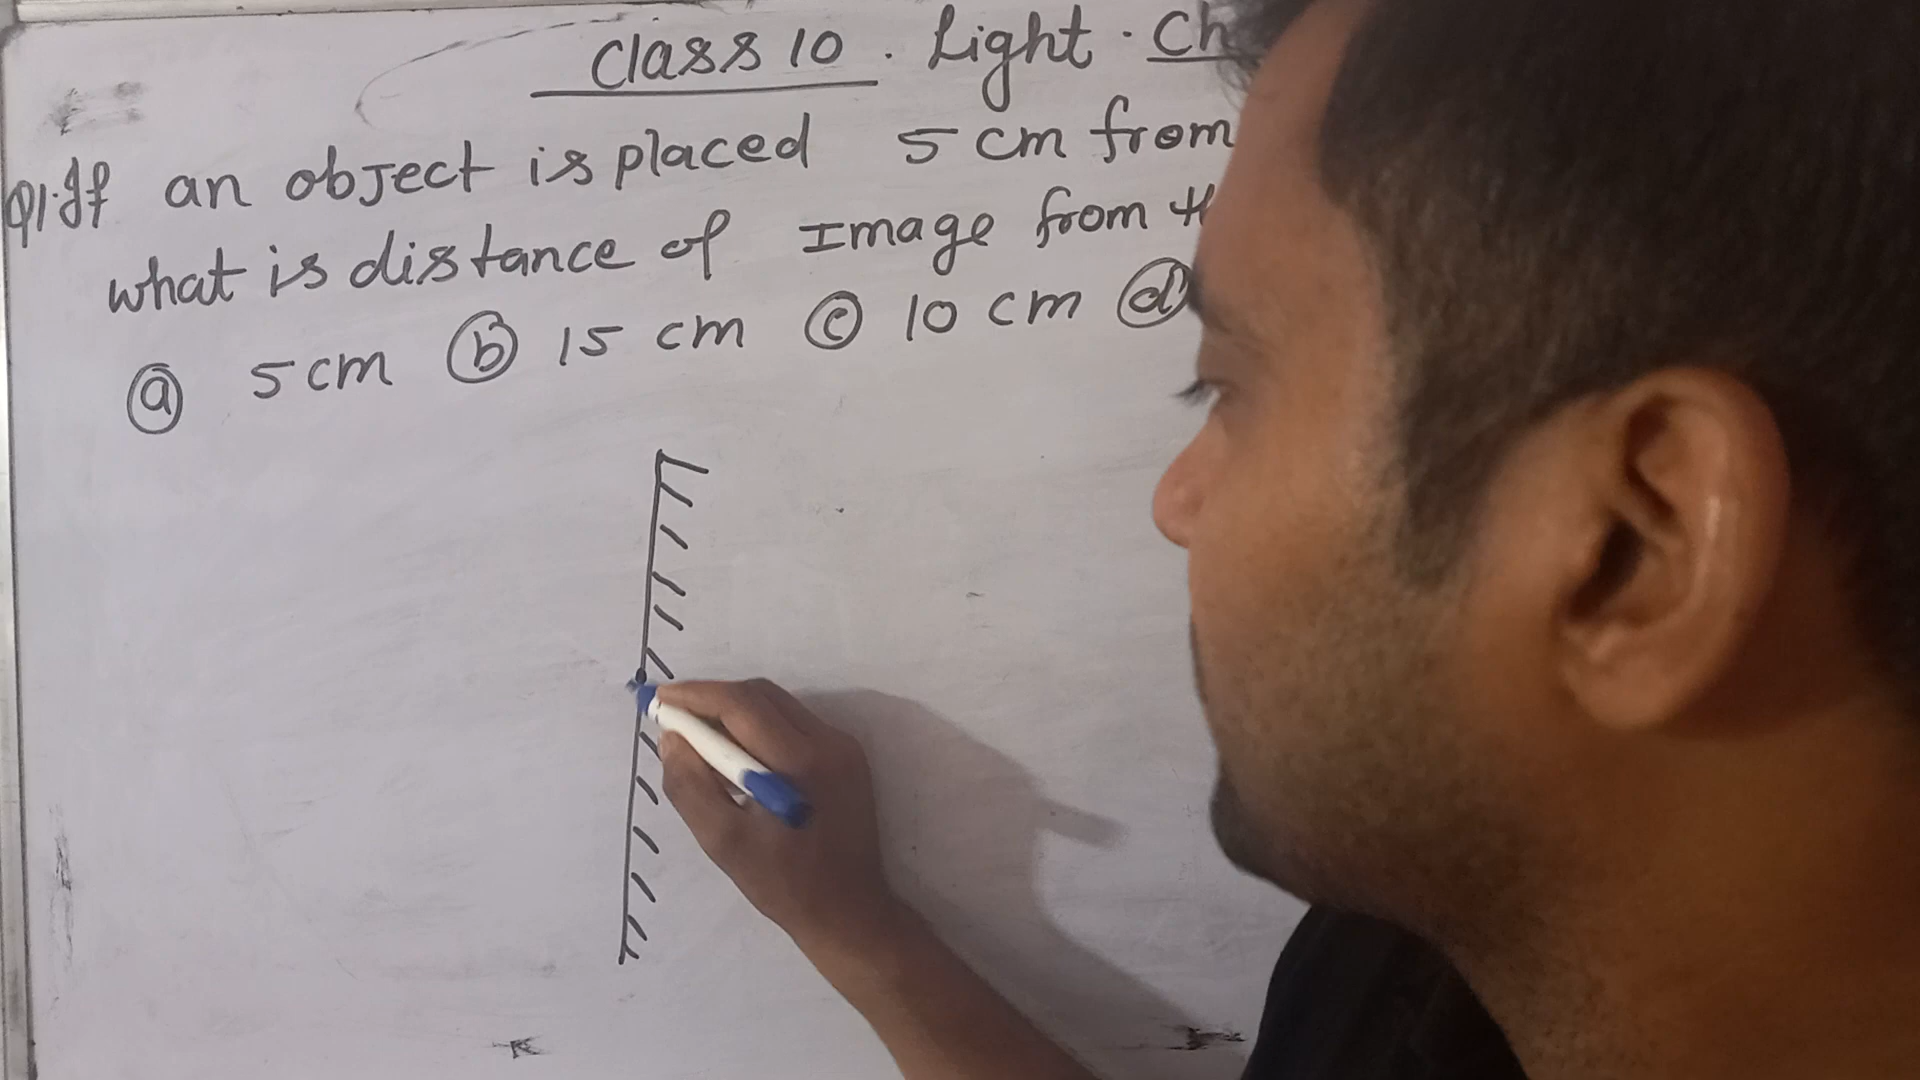 Class 10 . Light . Ch
Q1. If an object is placed 5 cm from
what is distance of Image from
(a) 5 cm (b) 15 cm (c) 10 cm (d)